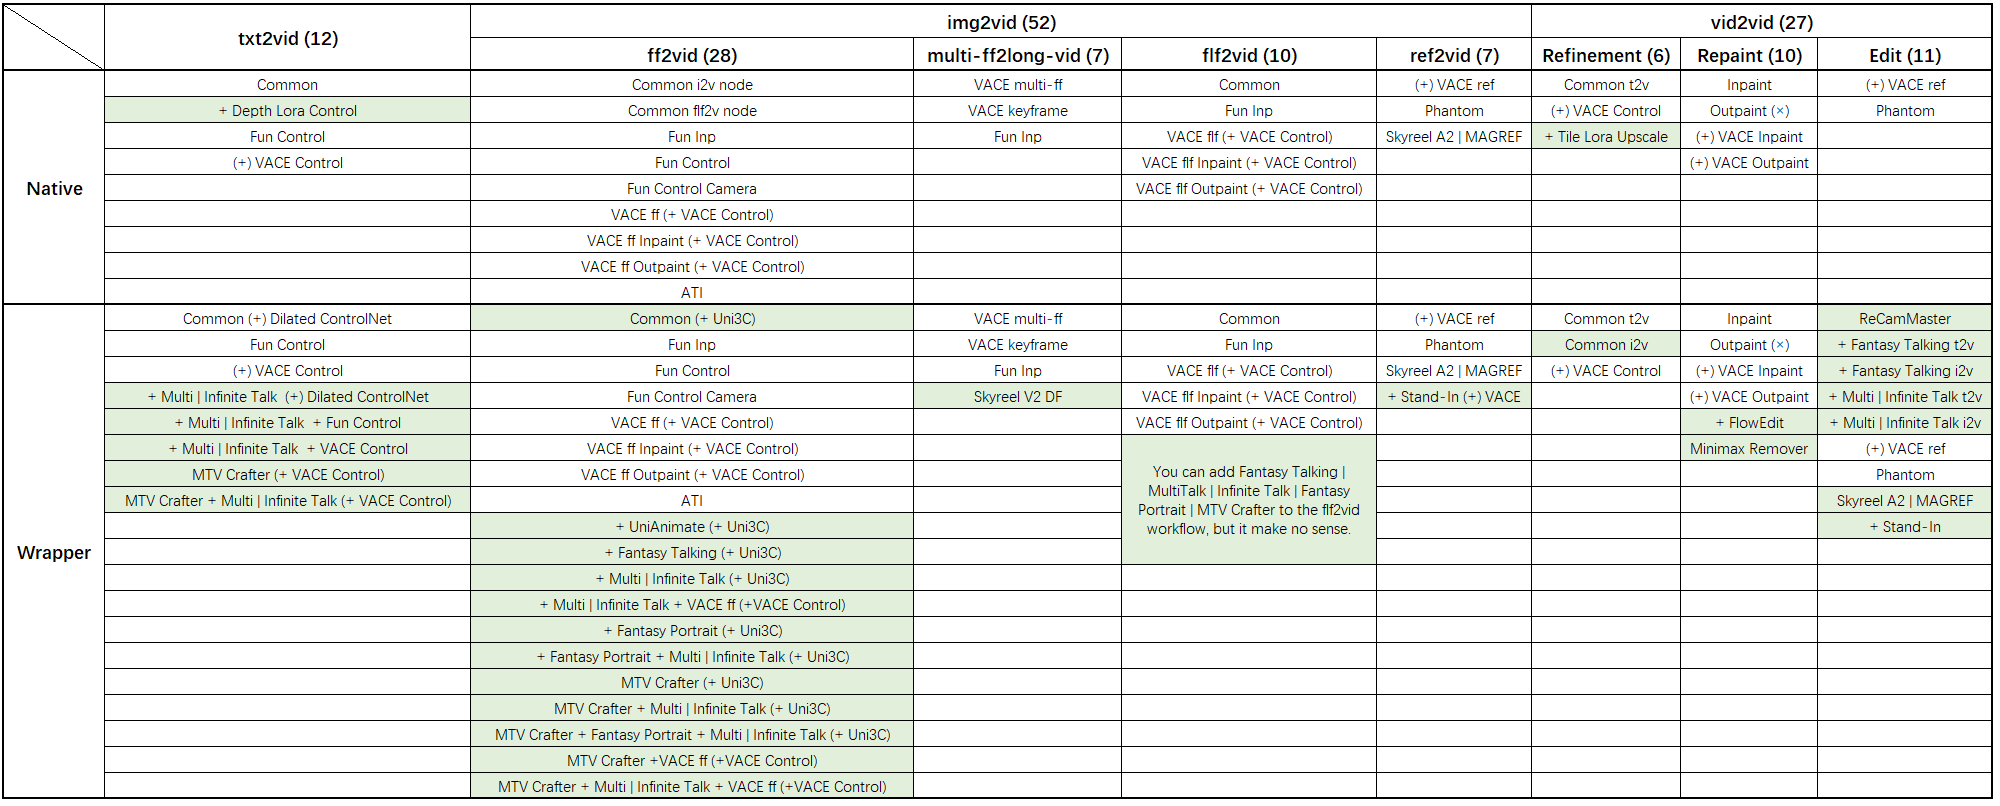 txt2vid (12) img2vid (52) vid2vid (27)
ff2vid (28) multi-ff2long-vid (7) flf2vid (10) ref2vid (7) Refinement (6) Repaint (10) Edit (11)
Native
Common Common i2v node VACE multi-ff Common (+) VACE ref Common t2v Inpaint (+) VACE ref
+ Depth Lora Control Common flf2v node VACE keyframe Fun Inp Phantom (+) VACE Control Outpaint (×) Phantom
Fun Control Fun Inp Fun Inp VACE flf (+ VACE Control) Skyreel A2 | MAGREF + Tile Lora Upscale (+) VACE Inpaint
(+) VACE Control Fun Control VACE flf Inpaint (+ VACE Control) (+) VACE Outpaint
Fun Control Camera VACE flf Outpaint (+ VACE Control)
VACE ff (+ VACE Control)
VACE ff Inpaint (+ VACE Control)
VACE ff Outpaint (+ VACE Control)
ATI
Wrapper
Common (+) Dilated ControlNet Common (+ Uni3C) VACE multi-ff Common (+) VACE ref Common t2v Inpaint ReCamMaster
Fun Control Fun Inp VACE keyframe Fun Inp Phantom Common i2v Outpaint (×) + Fantasy Talking t2v
(+) VACE Control Fun Control Fun Inp VACE flf (+ VACE Control) Skyreel A2 | MAGREF (+) VACE Control (+) VACE Inpaint + Fantasy Talking i2v
+ Multi | Infinite Talk (+) Dilated ControlNet Fun Control Camera Skyreel V2 DF VACE flf Inpaint (+ VACE Control) + Stand-In (+) VACE (+) VACE Outpaint + Multi | Infinite Talk t2v
+ Multi | Infinite Talk + Fun Control VACE ff (+ VACE Control) VACE flf Outpaint (+ VACE Control) + FlowEdit + Multi | Infinite Talk i2v
+ Multi | Infinite Talk + VACE Control VACE ff Inpaint (+ VACE Control) Minimax Remover (+) VACE ref
MTV Crafter (+ VACE Control) VACE ff Outpaint (+ VACE Control) Phantom
MTV Crafter + Multi | Infinite Talk (+ VACE Control) ATI Skyreel A2 | MAGREF
You can add Fantasy Talking |
MultiTalk | Infinite Talk | Fantasy
Portrait | MTV Crafter to the flf2vid
workflow, but it make no sense.
+ UniAnimate (+ Uni3C) + Stand-In
+ Fantasy Talking (+ Uni3C)
+ Multi | Infinite Talk (+ Uni3C)
+ Multi | Infinite Talk + VACE ff (+VACE Control)
+ Fantasy Portrait (+ Uni3C)
+ Fantasy Portrait + Multi | Infinite Talk (+ Uni3C)
MTV Crafter (+ Uni3C)
MTV Crafter + Multi | Infinite Talk (+ Uni3C)
MTV Crafter + Fantasy Portrait + Multi | Infinite Talk (+ Uni3C)
MTV Crafter +VACE ff (+VACE Control)
MTV Crafter + Multi | Infinite Talk + VACE ff (+VACE Control)